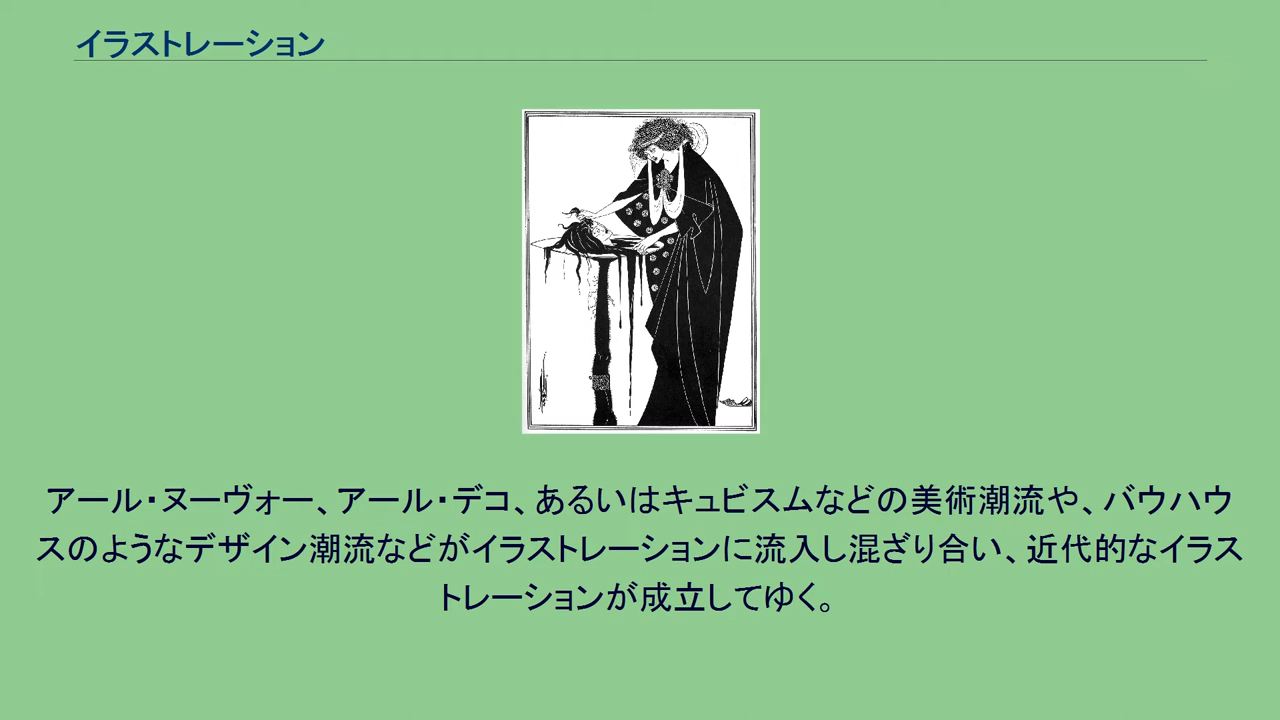 イラストレーション
アール・ヌーヴォー、アール・デコ、あるいはキュビスムなどの美術潮流や、バウハウ
スのようなデザイン潮流などがイラストレーションに流入し混ざり合い、近代的なイラス
トレーションが成立してゆく。